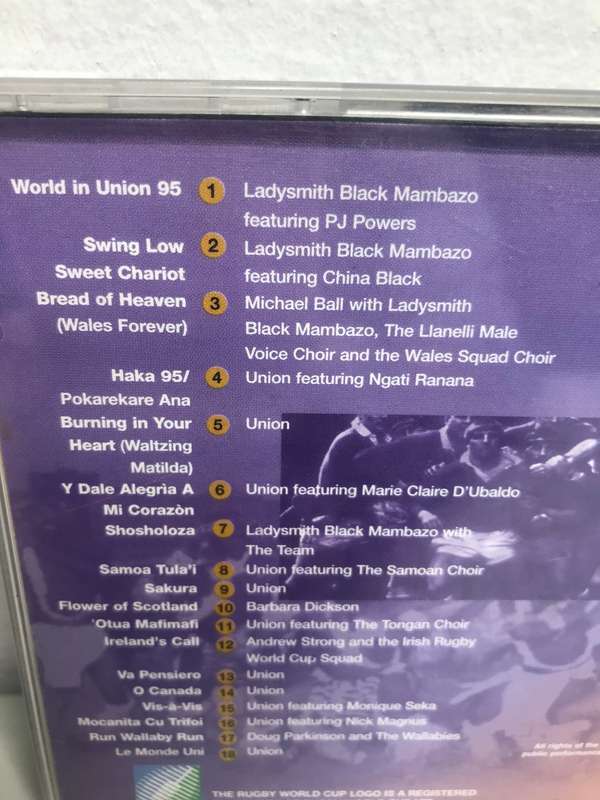 World in Union 95 1 Ladysmith Black Mambazo
featuring PJ Powers
Swing Low 2 Ladysmith Black Mambazo
Sweet Chariot featuring China Black
Bread of Heaven 3 Michael Ball with Ladysmith
(Wales Forever) Black Mambazo, The Llanelli Male
Voice Choir and the Wales Squad Choir
Haka 95/ 4 Union featuring Ngati Ranana
Pokarekare Ana
Burning in Your 5 Union
Heart (Waltzing
Matilda)
Y Dale Alegrìa A 6 Union featuring Marie Claire D'Ubaldo
Mi Corazòn
Shosholoza 7 Ladysmith Black Mambazo with
The Team
Samoa Tula'i 8 Union featuring The Samoan Choir
Sakura 9 Union
Flower of Scotland 10 Barbara Dickson
'Otua Mafimafi 11 Union featuring The Tongan Choir
Ireland's Call 12 Andrew Strong and the Irish Rugby
World Cup Squad
Va Pensiero 13 Union
O Canada 14 Union
Vis-à-Vis 15 Union featuring Monique Seka
Mocanita Cu Trifoi 16 Union featuring Nick Magnus
Run Wallaby Run 17 Doug Parkinson and The Wallabies
Le Monde Uni 18 Union
All rights of the
public performance
THE RUGBY WORLD CUP LOGO IS A REGISTERED